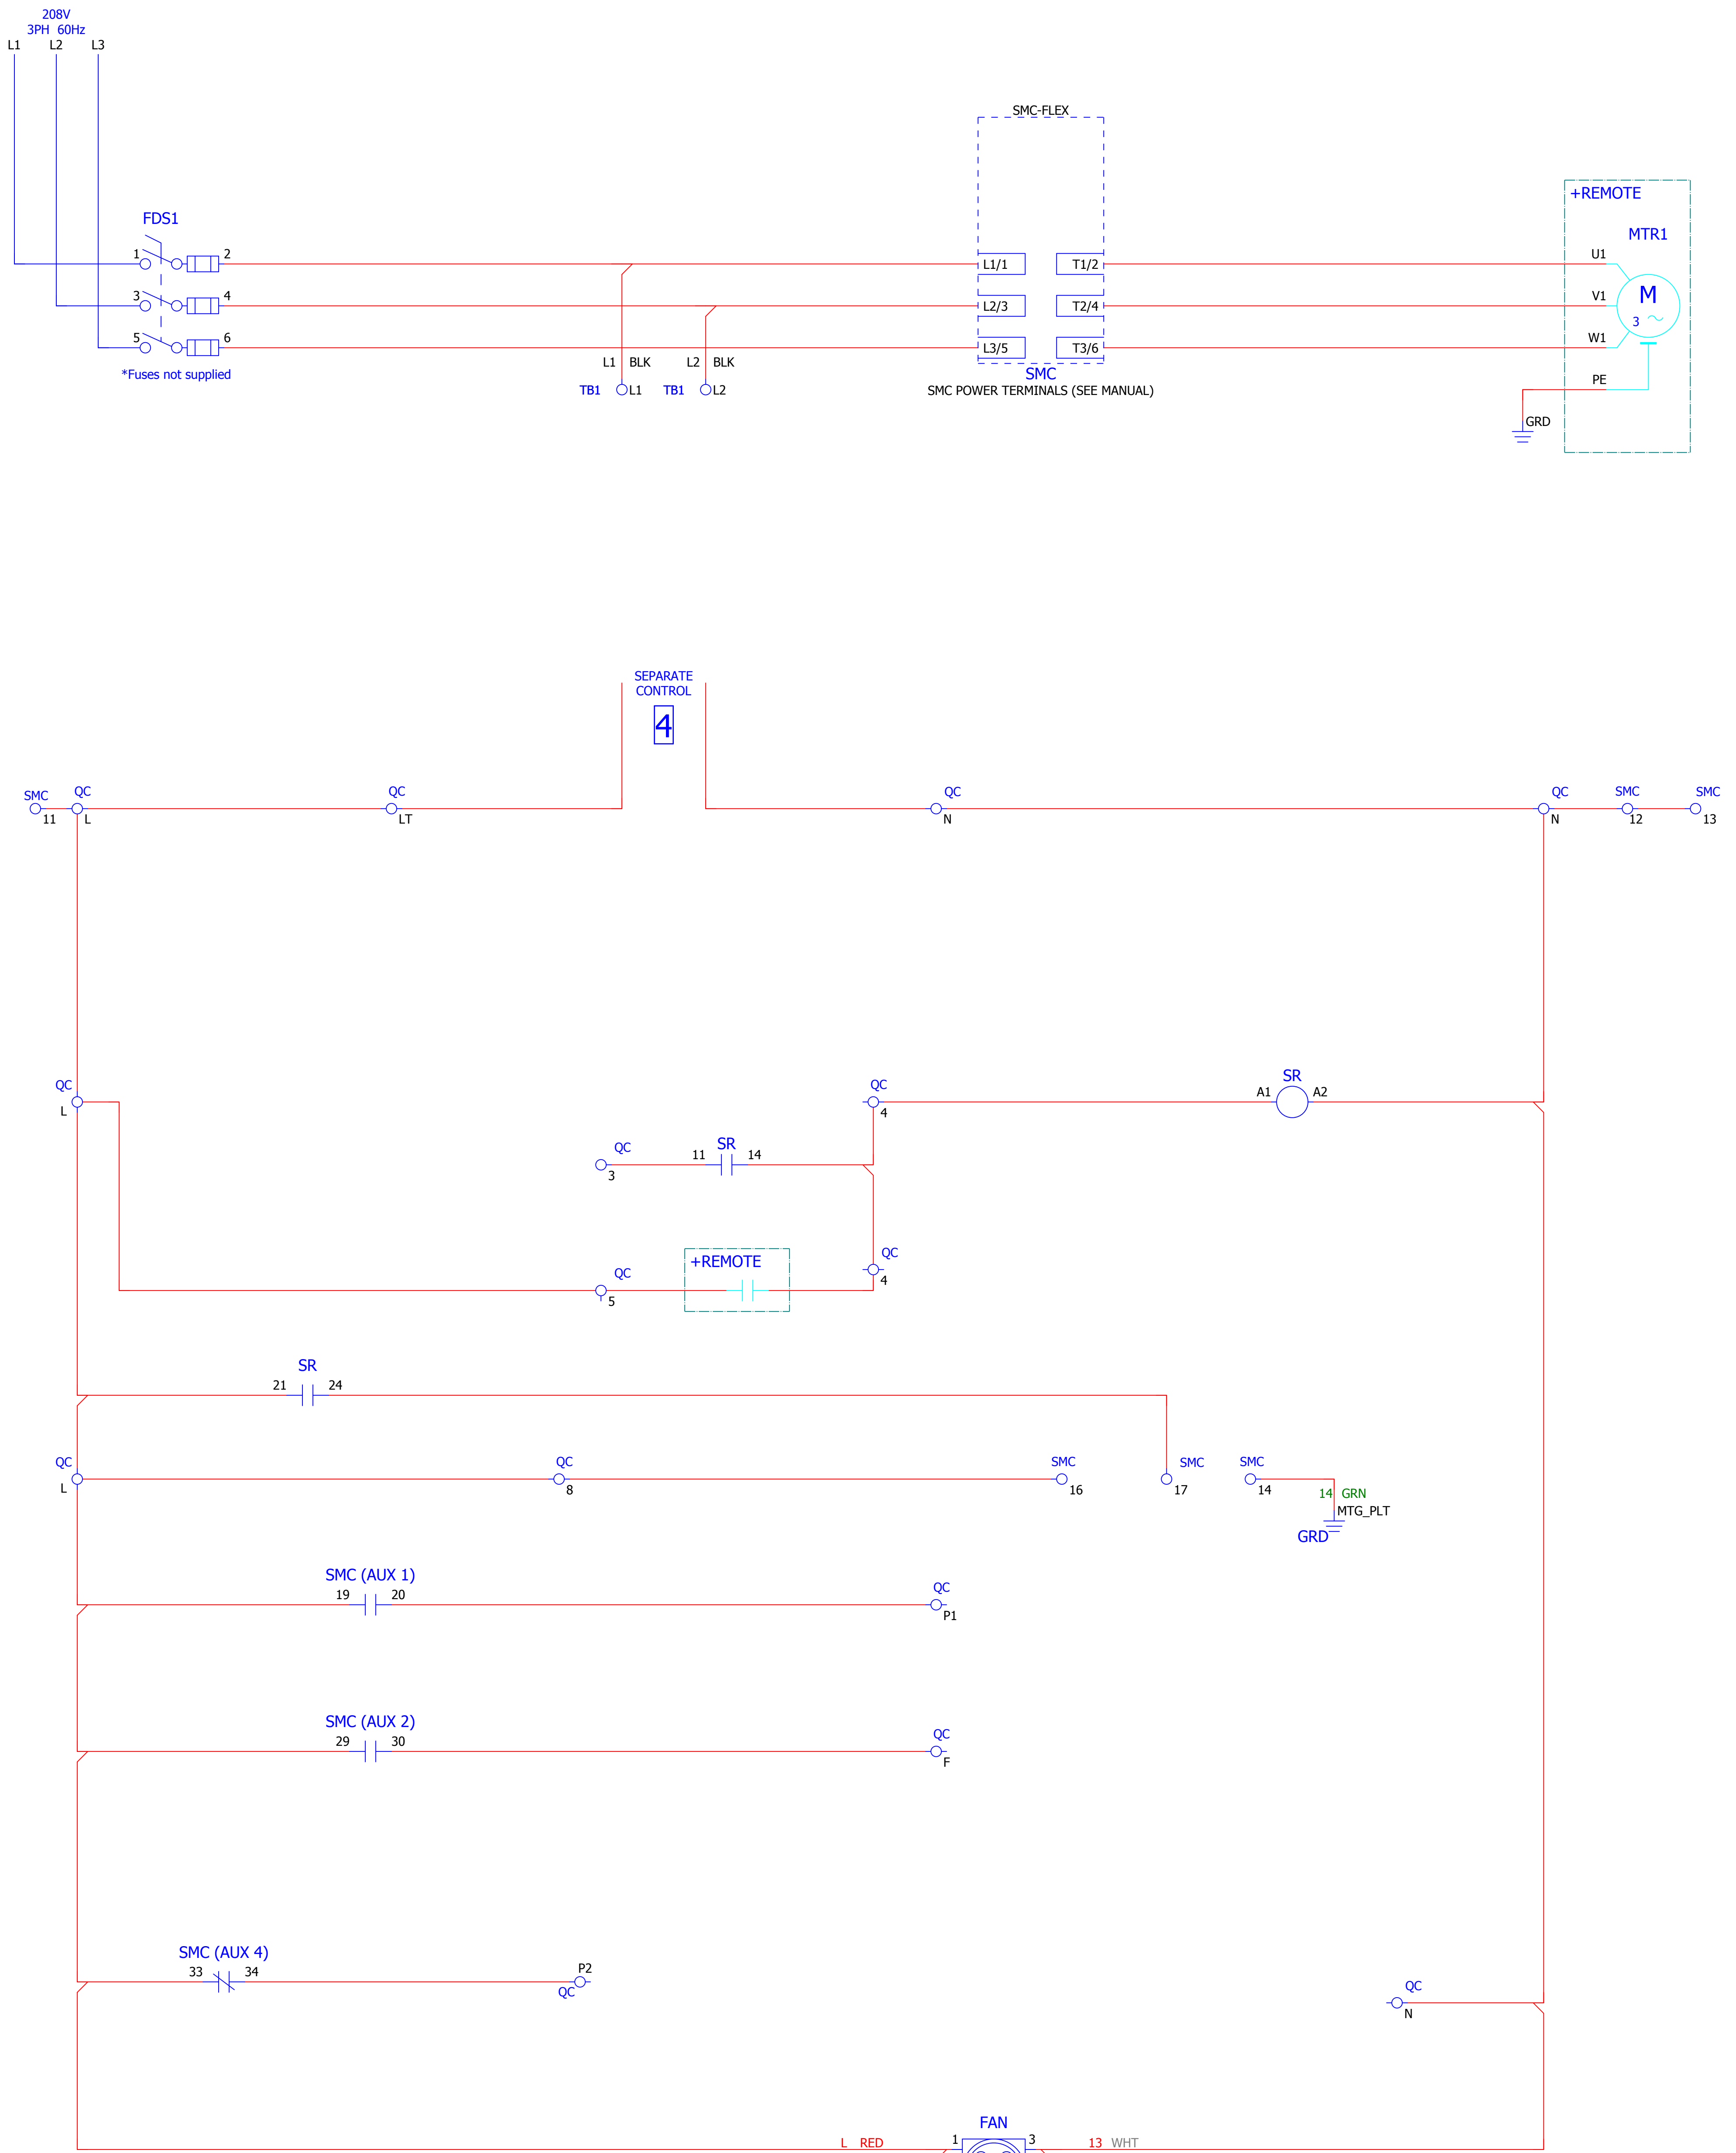 208V
3PH 60Hz
L1 L2 L3
SMC-FLEX
+REMOTE
FDS1
MTR1
1 2 L1/1 T1/2 U1
M
3 4 L2/3 T2/4 V1
3
5 6 L3/5 T3/6 W1
L1 BLK L2 BLK
*Fuses not supplied
SMC
PE
TB1 L1 TB1 L2
SMC POWER TERMINALS (SEE MANUAL)
GRD
SEPARATE
CONTROL
4
SMC QC QC QC QC SMC SMC
11 L LT N N 12 13
QC QC SR
A1 A2
L 4
QC SR
11 14
3
QC
+REMOTE
4
QC
5
SR
21 24
QC QC SMC SMC SMC
L 8 16 17 14
14 GRN
MTG_PLT
GRD
SMC (AUX 1)
19 20 QC
P1
SMC (AUX 2)
29 30 QC
F
SMC (AUX 4)
33 34 P2
QC
QC
N
FAN
L RED 1 3 13 WHT